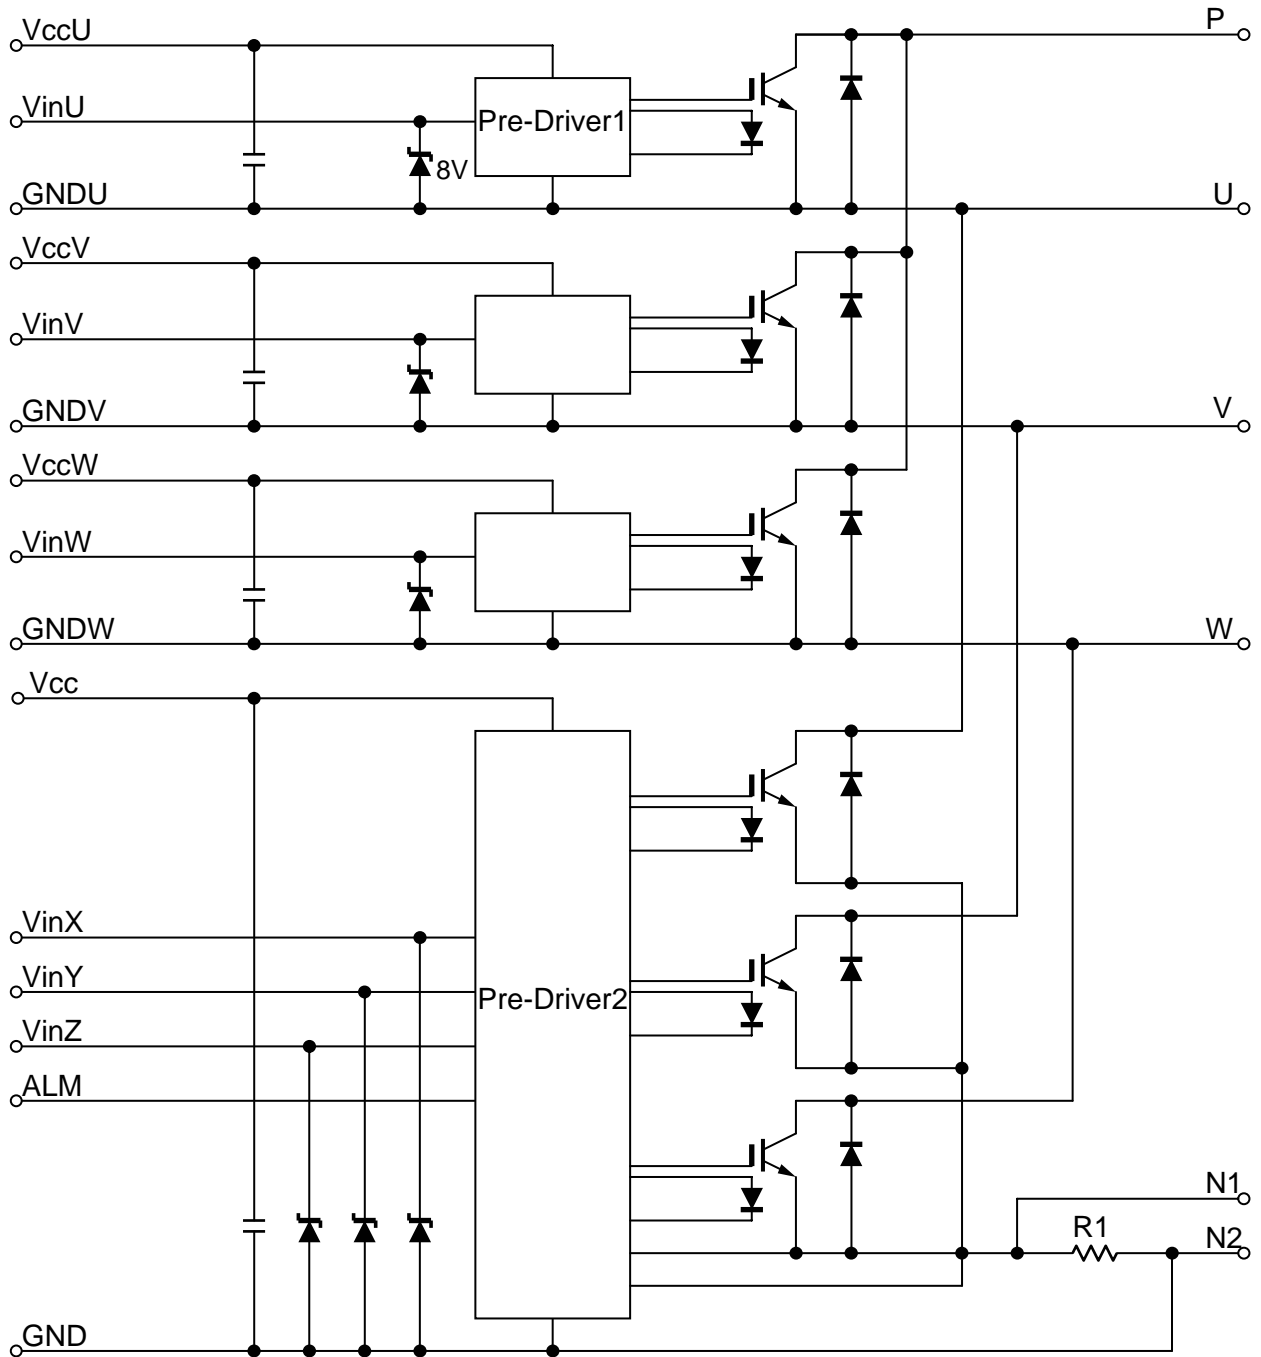 VccU
P
VinU
Pre-Driver1
8V
GNDU
U
VccV
VinV
GNDV
V
VccW
VinW
GNDW
W
Vcc
VinX
VinY
Pre-Driver2
VinZ
ALM
N1
R1
N2
GND